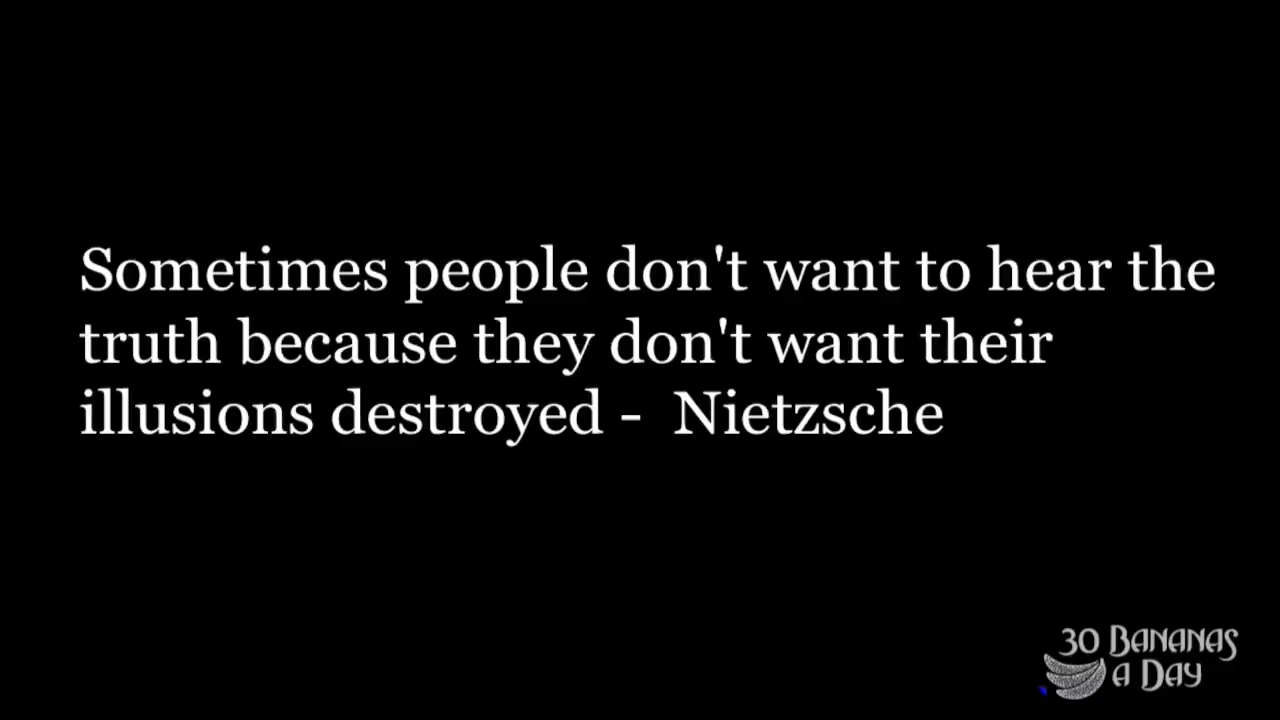 Sometimes people don't want to hear the
truth because they don't want their
illusions destroyed -  Nietzsche
30 Bananas
a Day